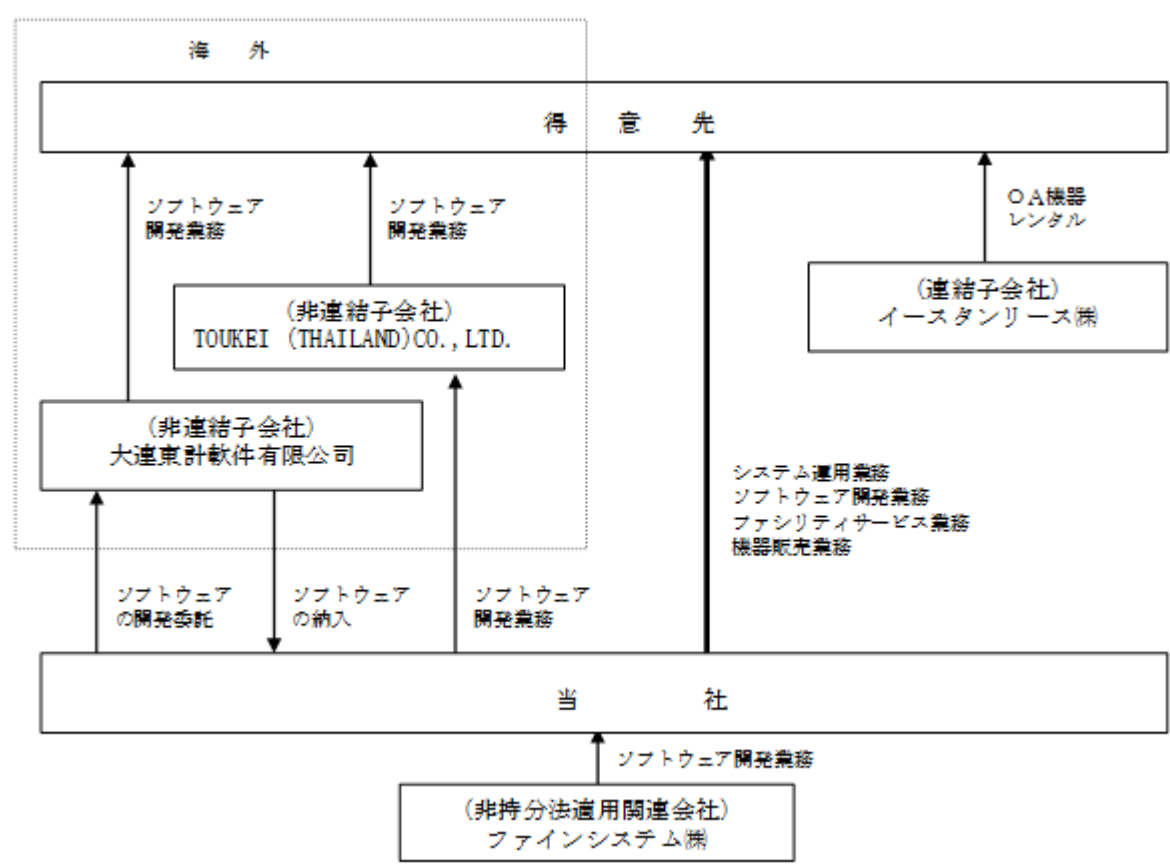 海 外
得 意 先
ソフトウェア
開発業務
ソフトウェア
開発業務
ＯＡ機器
レンタル
(非連結子会社)
TOUKEI (THAILAND)CO.,LTD.
(連結子会社)
イースタンリース㈱
(非連結子会社)
大連東計軟件有限公司
システム運用業務
ソフトウェア開発業務
ファシリティサービス業務
機器販売業務
ソフトウェア
の開発委託
ソフトウェア
の納入
ソフトウェア
開発業務
当 社
ソフトウェア開発業務
(非持分法適用関連会社)
ファインシステム㈱